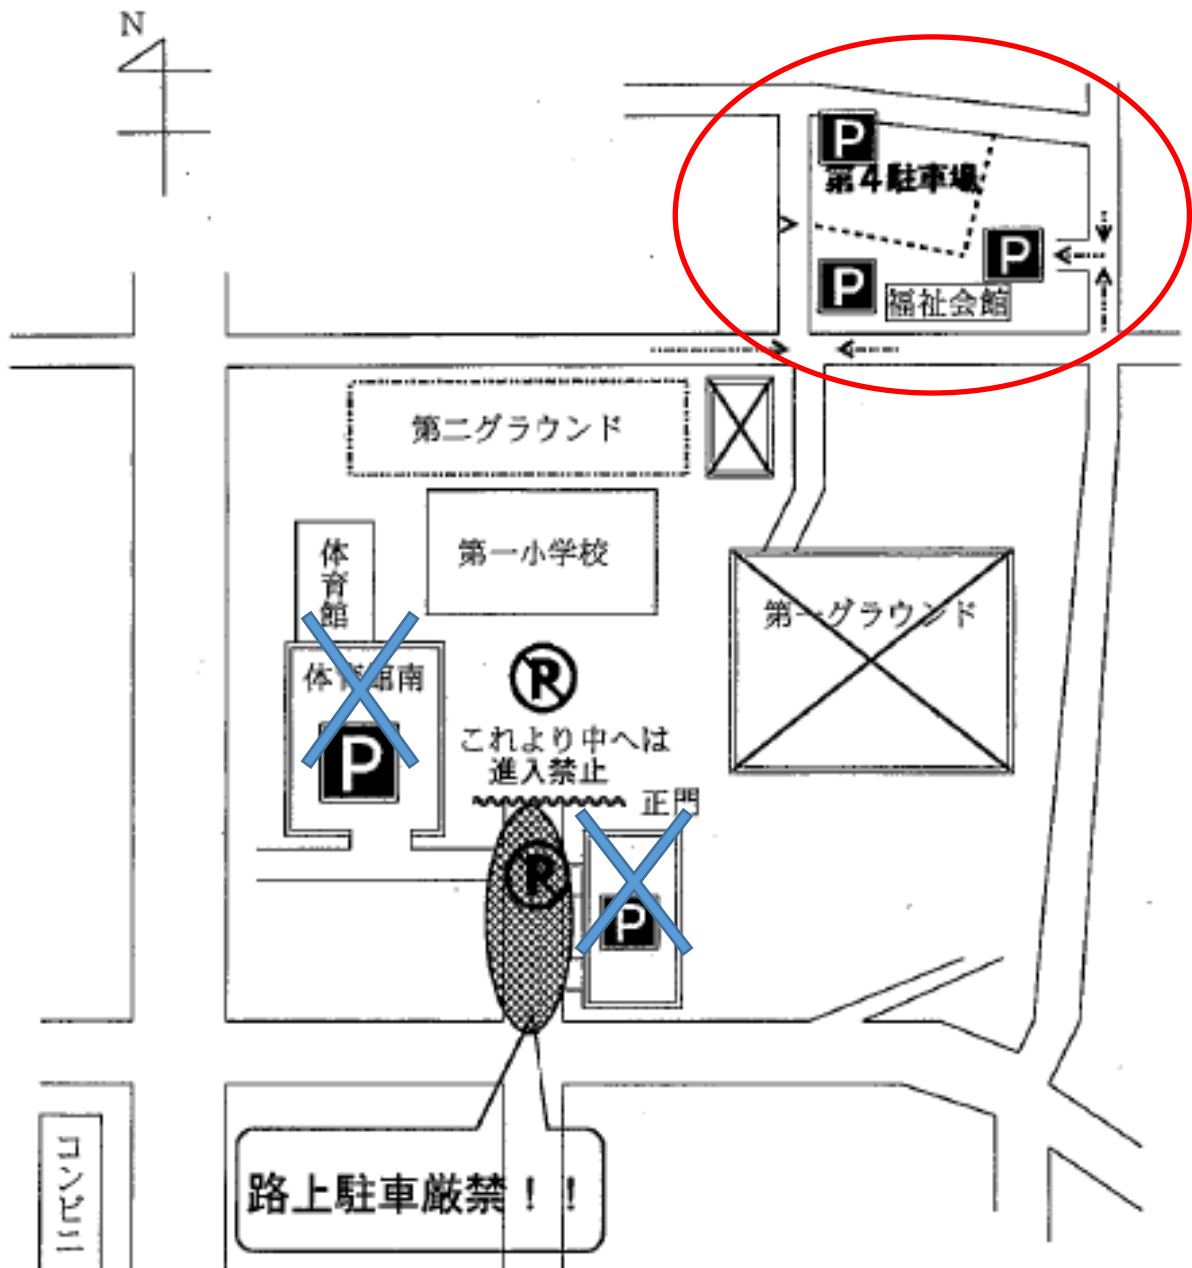 N
P
第4駐車場
P
P
福祉会館
第二グラウンド
第一小学校
体育館
第一グラウンド
体育館南
P
R
これより中へは
進入禁止
正門
R
P
路上駐車厳禁！！
コンビニ